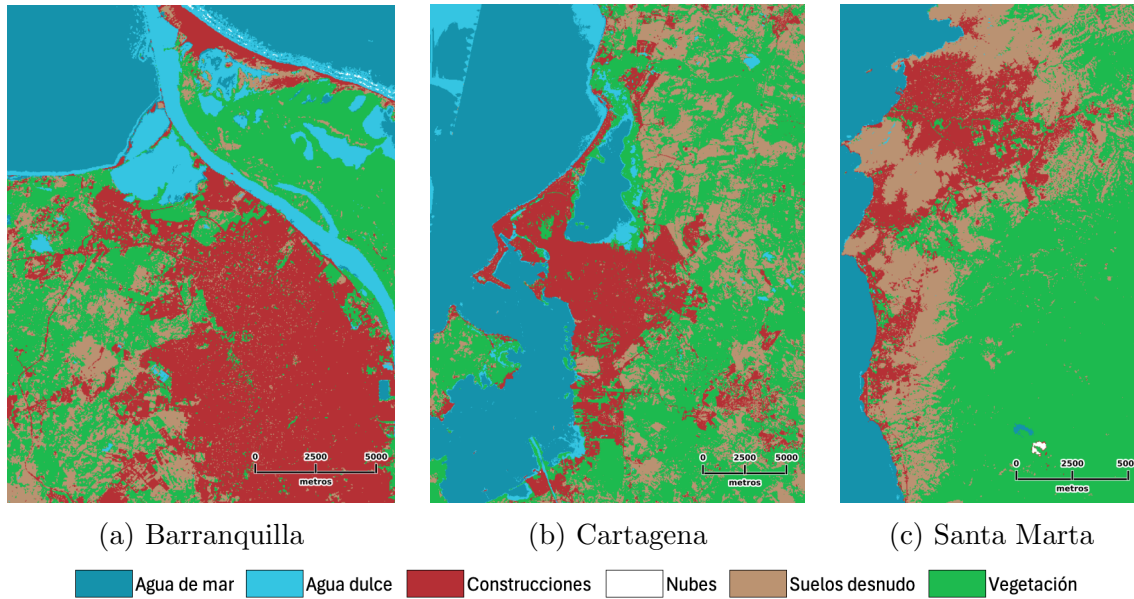 0 2500 5000
metros
0 2500 5000
metros
0 2500 500
metros
(a) Barranquilla
(b) Cartagena
(c) Santa Marta
Agua de mar
Agua dulce
Construcciones
Nubes
Suelos desnudo
Vegetación